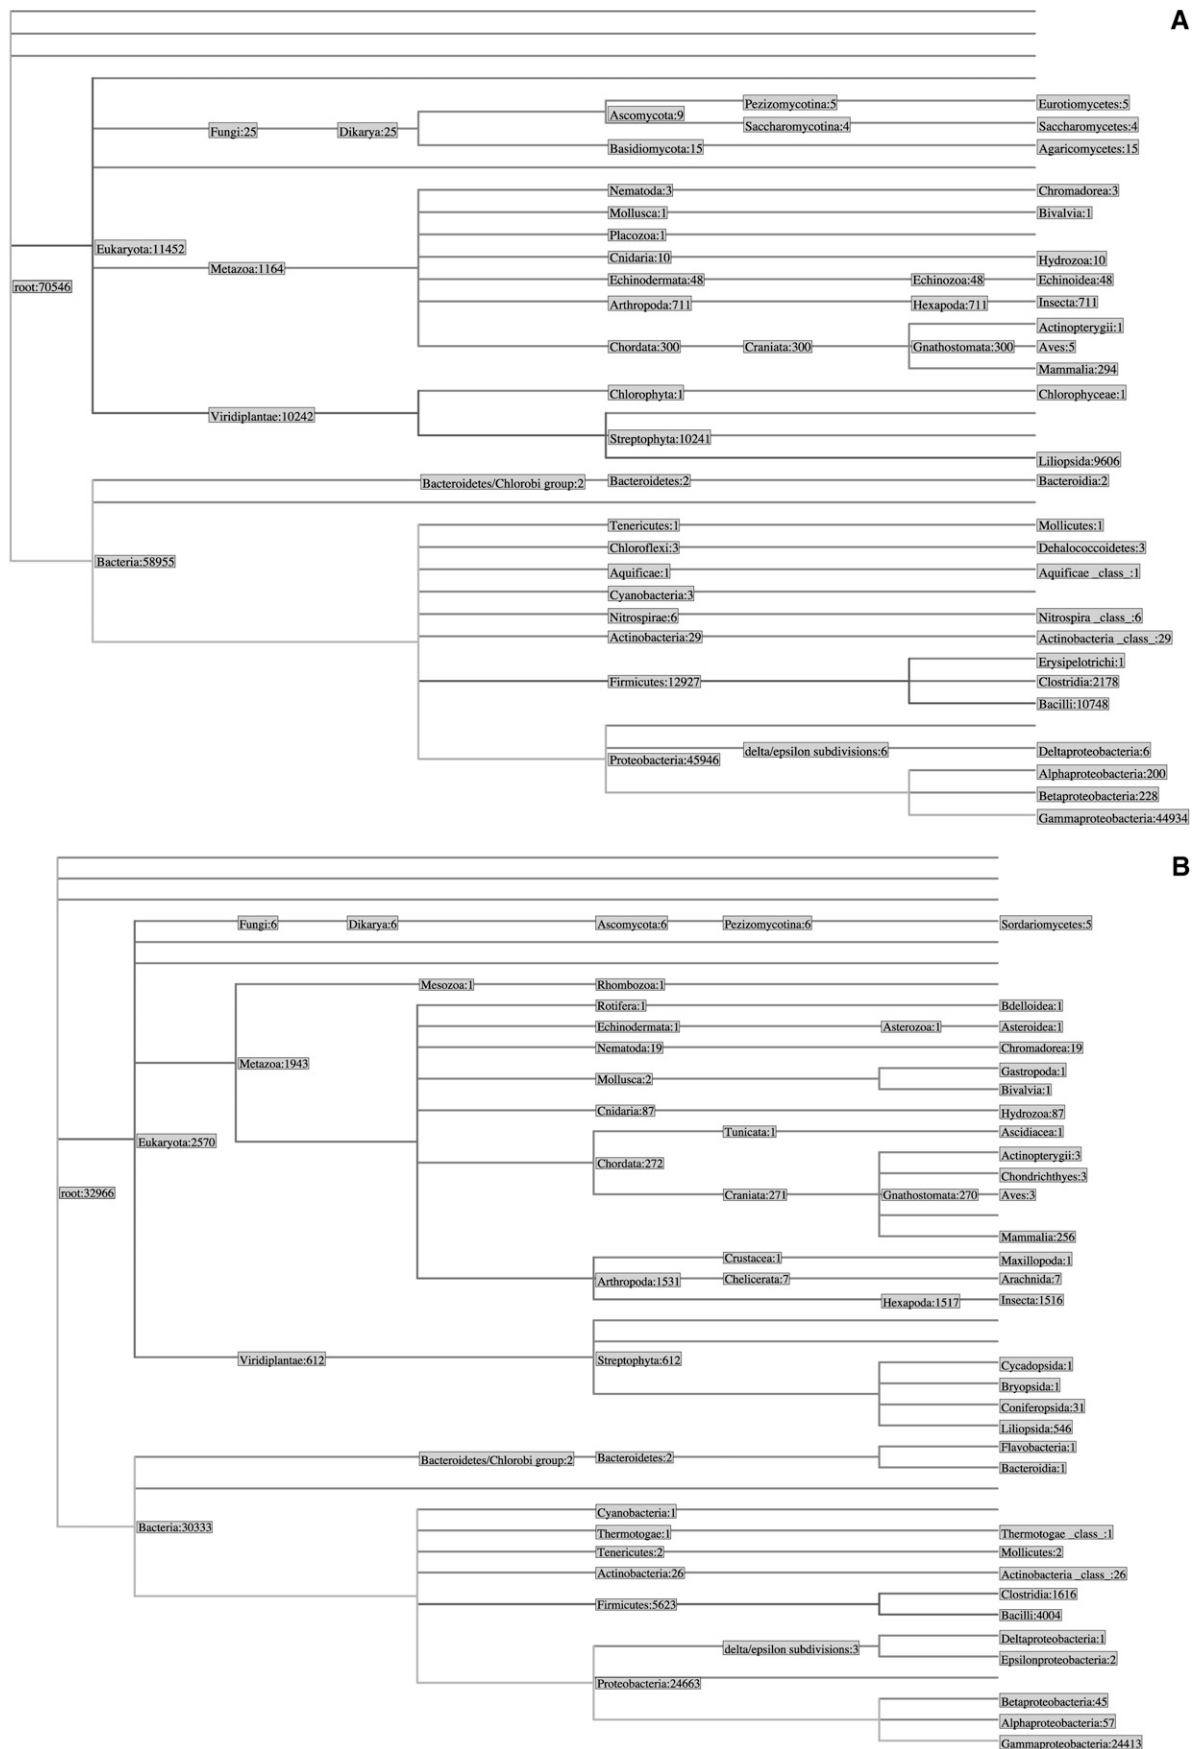 A
Eurotiomycetes:5
Pezizomycotina:5
Ascomycota:9
Saccharomycotina:4
Saccharomycetes:4
Fungi:25
Dikarya:25
Basidiomycota:15
Agaricomycetes:15
Nematoda:3
Chromadorea:3
Mollusca:1
Bivalvia:1
Placozoa:1
Eukaryota:11452
Cnidaria:10
Hydrozoa:10
Metazoa:1164
Echinodermata:48
Echinozoa:48
Echinoidea:48
root:70546
Arthropoda:711
Hexapoda:711
Insecta:711
Actinopterygii:1
Chordata:300
Craniata:300
Gnathostomata:300
Aves:5
Mammalia:294
Chlorophyta:1
Chlorophyceae:1
Viridiplantae:10242
Streptophyta:10241
Liliopsida:9606
Bacteroidetes/Chlorobi group:2
Bacteroidetes:2
Bacteroidia:2
Tenericutes:1
Mollicutes:1
Bacteria:58955
Chloroflexi:3
Dehalococcoidetes:3
Aquificae:1
Aquificae _class_:1
Cyanobacteria:3
Nitrospirae:6
Nitrospira _class_:6
Actinobacteria:29
Actinobacteria _class_:29
Erysipelotrichi:1
Firmicutes:12927
Clostridia:2178
Bacilli:10748
Proteobacteria:45946
delta/epsilon subdivisions:6
Deltaproteobacteria:6
Alphaproteobacteria:200
Betaproteobacteria:228
Gammaproteobacteria:44934
B
Fungi:6
Dikarya:6
Ascomycota:6
Pezizomycotina:6
Sordariomycetes:5
Mesozoa:1
Rhombozoa:1
Rotifera:1
Bdelloidea:1
Echinodermata:1
Asterozoa:1
Asteroidea:1
Nematoda:19
Chromadorea:19
Metazoa:1943
Gastropoda:1
Mollusca:2
Bivalvia:1
Cnidaria:87
Hydrozoa:87
Eukaryota:2570
Tunicata:1
Ascidiacea:1
Chordata:272
Actinopterygii:3
Chondrichthyes:3
root:32966
Craniata:271
Gnathostomata:270
Aves:3
Mammalia:256
Crustacea:1
Maxillopoda:1
Arthropoda:1531
Chelicerata:7
Arachnida:7
Hexapoda:1517
Insecta:1516
Viridiplantae:612
Streptophyta:612
Cycadopsida:1
Bryopsida:1
Coniferopsida:31
Liliopsida:546
Bacteroidetes/Chlorobi group:2
Bacteroidetes:2
Flavobacteria:1
Bacteroidia:1
Cyanobacteria:1
Bacteria:30333
Thermotogae:1
Thermotogae _class_:1
Tenericutes:2
Mollicutes:2
Actinobacteria:26
Actinobacteria _class_:26
Firmicutes:5623
Clostridia:1616
Bacilli:4004
delta/epsilon subdivisions:3
Deltaproteobacteria:1
Epsilonproteobacteria:2
Proteobacteria:24663
Betaproteobacteria:45
Alphaproteobacteria:57
Gammaproteobacteria:24413